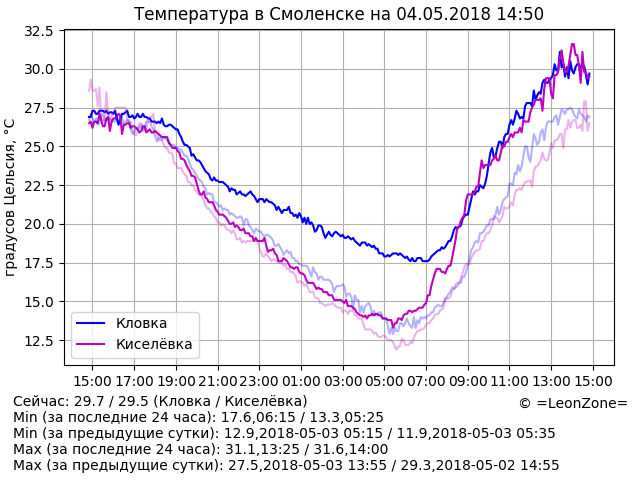 Температура в Смоленске на 04.05.2018 14:50
градусов Цельсия, °C
32.5
30.0
27.5
25.0
22.5
20.0
17.5
15.0
12.5
Кловка
Киселёвка
15:00 17:00 19:00 21:00 23:00 01:00 03:00 05:00 07:00 09:00 11:00 13:00 15:00
Сейчас: 29.7 / 29.5 (Кловка / Киселёвка)
© =LeonZone=
Min (за последние 24 часа): 17.6,06:15 / 13.3,05:25
Min (за предыдущие сутки): 12.9,2018-05-03 05:15 / 11.9,2018-05-03 05:35
Max (за последние 24 часа): 31.1,13:25 / 31.6,14:00
Max (за предыдущие сутки): 27.5,2018-05-03 13:55 / 29.3,2018-05-02 14:55